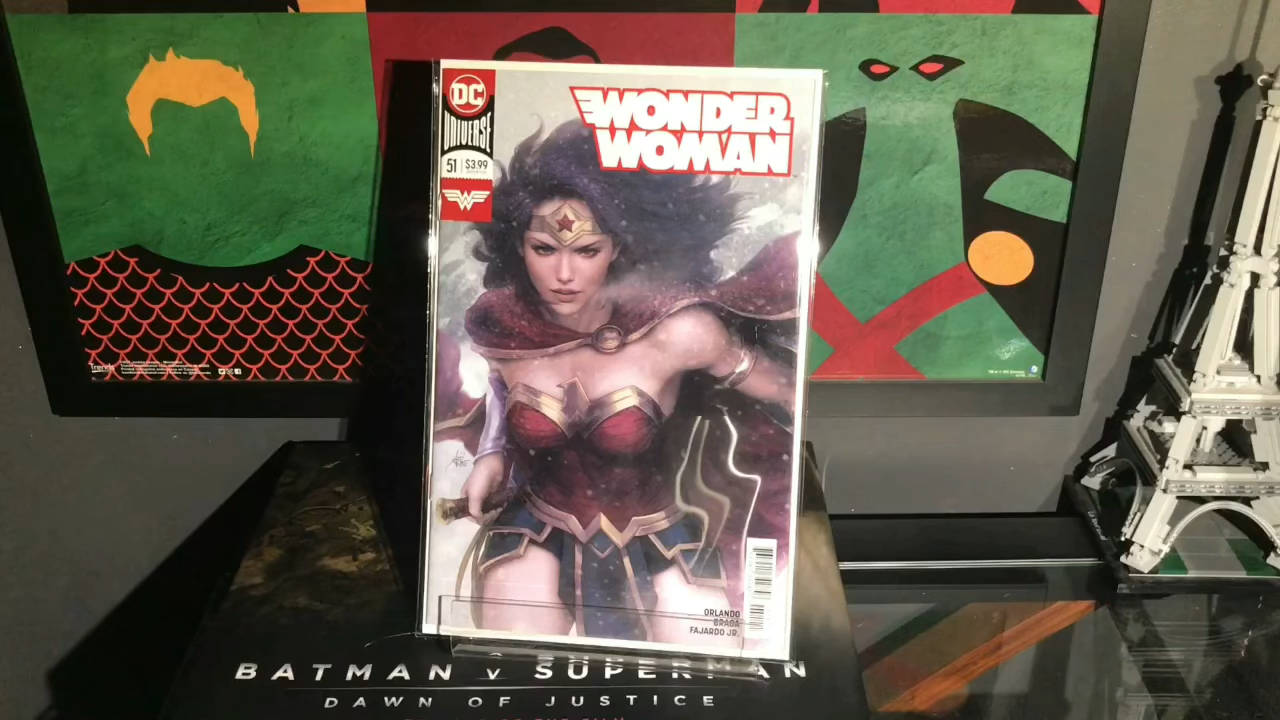 DC
UNIVERSE
51 $3.99
WONDER
WOMAN
ORLANDO
BRAGA
FAJARDO JR.
BATMAN V SUPERMAN
DAWN OF JUSTICE